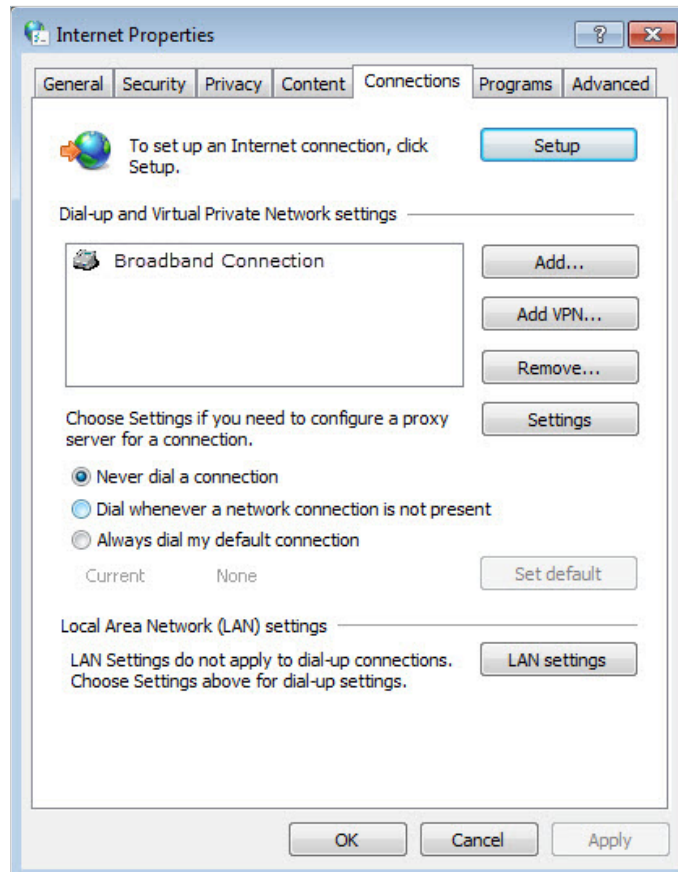 Internet Properties
General Security Privacy Content Connections Programs Advanced
To set up an Internet connection, click
Setup.
Setup
Dial-up and Virtual Private Network settings
Broadband Connection
Add...
Add VPN...
Remove...
Choose Settings if you need to configure a proxy
server for a connection.
Settings
Never dial a connection
Dial whenever a network connection is not present
Always dial my default connection
Current None
Set default
Local Area Network (LAN) settings
LAN Settings do not apply to dial-up connections.
Choose Settings above for dial-up settings.
LAN settings
OK Cancel Apply